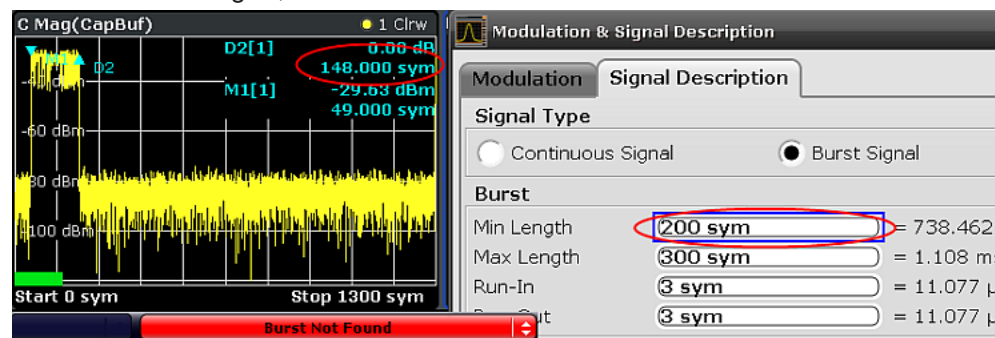 C Mag(CapBuf)
1 Clrw
D2[1]
0.00 dB
148.000 sym
M1[1]
-29.63 dBm
49.000 sym
M1
D2
-60 dBm
-80 dBm
-100 dBm
Start 0 sym
Stop 1300 sym
Burst Not Found
Modulation & Signal Description
Modulation
Signal Description
Signal Type
Continuous Signal
Burst Signal
Burst
Min Length
200 sym
= 738.462
Max Length
300 sym
= 1.108 m
Run-In
3 sym
= 11.077 µ
3 sym
= 11.077 µ